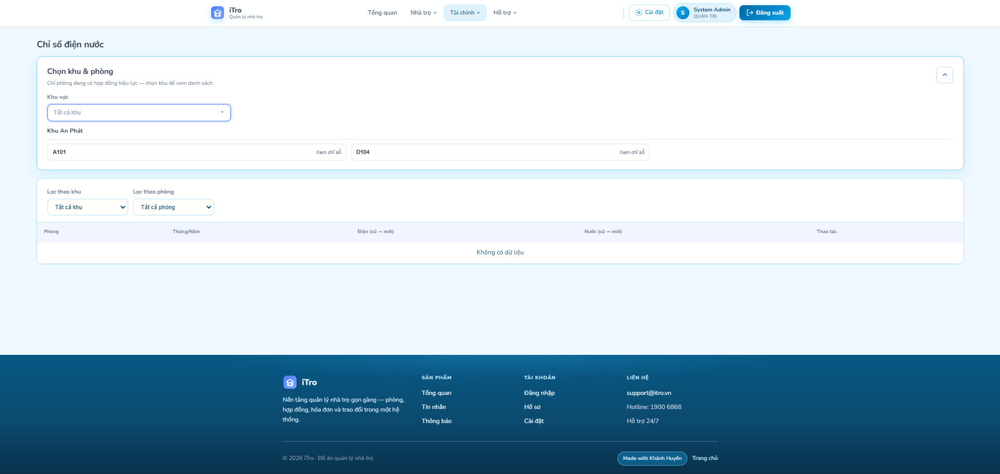 iTro
Quản lý nhà trọ
Tổng quan
Nhà trọ
Tài chính
Hỗ trợ
Cài đặt
S
System Admin
QUẢN TRỊ
Đăng xuất
Chỉ số điện nước
Chọn khu & phòng
Chỉ phòng đang có hợp đồng hiệu lực — chọn khu để xem danh sách
Khu vực
Tất cả khu
Khu An Phát
A101 Xem chỉ số
D104 Xem chỉ số
Lọc theo khu
Lọc theo phòng
Tất cả khu
Tất cả phòng
Phòng Tháng/Năm Điện (cũ → mới) Nước (cũ → mới) Thao tác
Không có dữ liệu
iTro
Nền tảng quản lý nhà trọ gọn gàng — phòng,
hợp đồng, hóa đơn và trao đổi trong một hệ
thống.
SẢN PHẨM
Tổng quan
Tin nhắn
Thông báo
TÀI KHOẢN
Đăng nhập
Hồ sơ
Cài đặt
LIÊN HỆ
support@itro.vn
Hotline: 1900 6868
Hỗ trợ 24/7
© 2026 iTro · Đồ án quản lý nhà trọ
Made with Khánh Huyền
Trang chủ